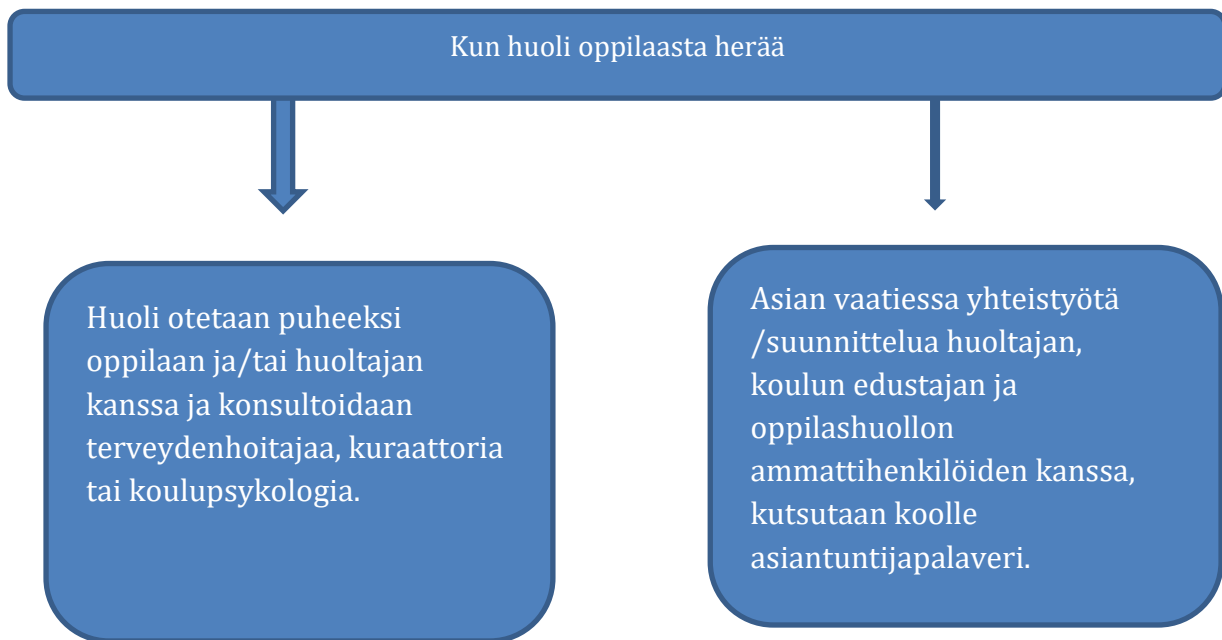 Kun huoli oppilaasta herää
Huoli otetaan puheeksi
oppilaan ja/tai huoltajan
kanssa ja konsultoidaan
terveydenhoitajaa, kuraattoria
tai koulupsykologia.
Asian vaatiessa yhteistyötä
/suunnittelua huoltajan,
koulun edustajan ja
oppilashuollon
ammattihenkilöiden kanssa,
kutsutaan koolle
asiantuntijapalaveri.